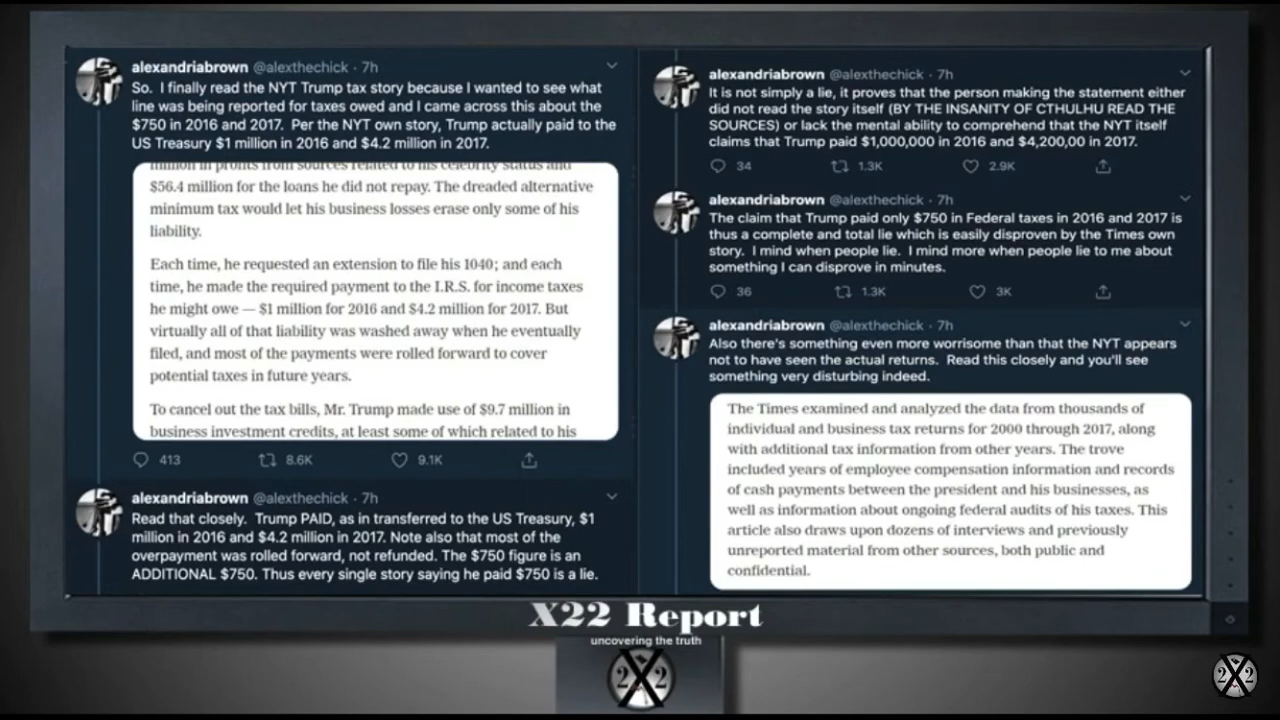 alexandriabrown @alexthechick · 7h
So. I finally read the NYT Trump tax story because I wanted to see what
line was being reported for taxes owed and I came across this about the
$750 in 2016 and 2017. Per the NYT own story, Trump actually paid to the
US Treasury $1 million in 2016 and $4.2 million in 2017.
million in profits from sources related to his celebrity status and
$56.4 million for the loans he did not repay. The dreaded alternative
minimum tax would let his business losses erase only some of his
liability.
Each time, he requested an extension to file his 1040; and each
time, he made the required payment to the I.R.S. for income taxes
he might owe — $1 million for 2016 and $4.2 million for 2017. But
virtually all of that liability was washed away when he eventually
filed, and most of the payments were rolled forward to cover
potential taxes in future years.
To cancel out the tax bills, Mr. Trump made use of $9.7 million in
business investment credits, at least some of which related to his
413 8.6K 9.1K
alexandriabrown @alexthechick · 7h
Read that closely. Trump PAID, as in transferred to the US Treasury, $1
million in 2016 and $4.2 million in 2017. Note also that most of the
overpayment was rolled forward, not refunded. The $750 figure is an
ADDITIONAL $750. Thus every single story saying he paid $750 is a lie.
alexandriabrown @alexthechick · 7h
It is not simply a lie, it proves that the person making the statement either
did not read the story itself (BY THE INSANITY OF CTHULHU READ THE
SOURCES) or lack the mental ability to comprehend that the NYT itself
claims that Trump paid $1,000,000 in 2016 and $4,200,00 in 2017.
34 1.3K 2.9K
alexandriabrown @alexthechick · 7h
The claim that Trump paid only $750 in Federal taxes in 2016 and 2017 is
thus a complete and total lie which is easily disproven by the Times own
story. I mind when people lie. I mind more when people lie to me about
something I can disprove in minutes.
36 1.3K 3K
alexandriabrown @alexthechick · 7h
Also there's something even more worrisome than that the NYT appears
not to have seen the actual returns. Read this closely and you'll see
something very disturbing indeed.
The Times examined and analyzed the data from thousands of
individual and business tax returns for 2000 through 2017, along
with additional tax information from other years. The trove
included years of employee compensation information and records
of cash payments between the president and his businesses, as
well as information about ongoing federal audits of his taxes. This
article also draws upon dozens of interviews and previously
unreported material from other sources, both public and
confidential.
X22 Report
uncovering the truth
2X2
2X2